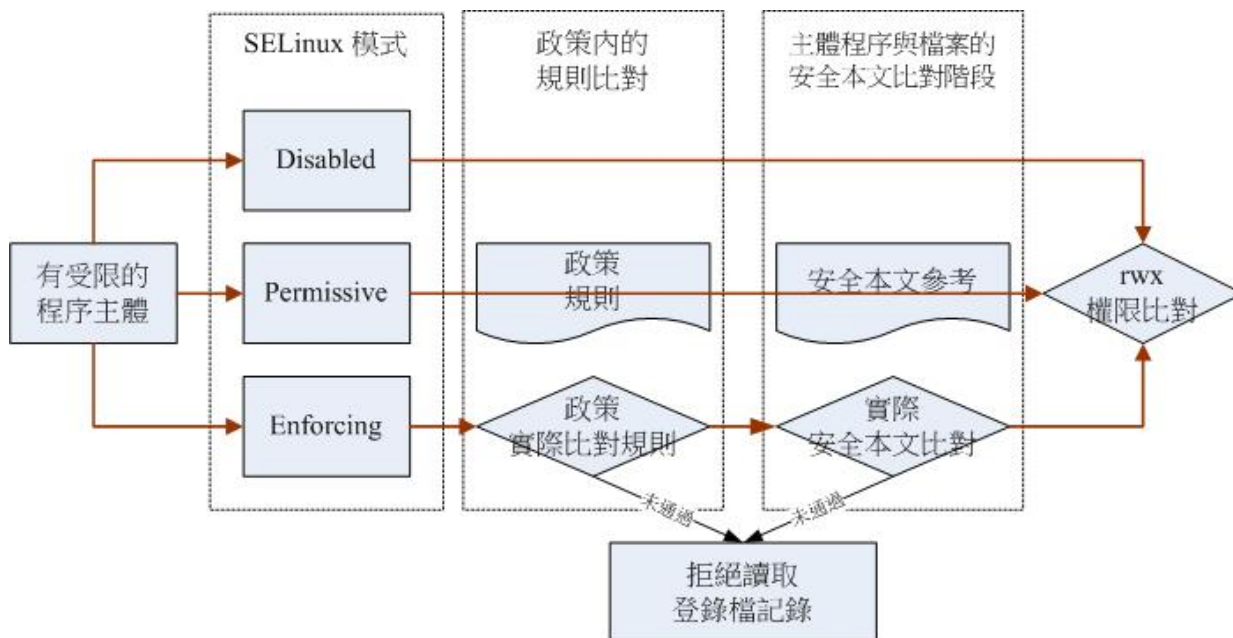 SELinux 模式
政策內的
規則比對
主體程序與檔案的
安全本文比對階段
Disabled
有受限的
程序主體
Permissive
政策
規則
安全本文參考
rwx
權限比對
Enforcing
政策
實際比對規則
實際
安全本文比對
未通過
未通過
拒絕讀取
登錄檔記錄